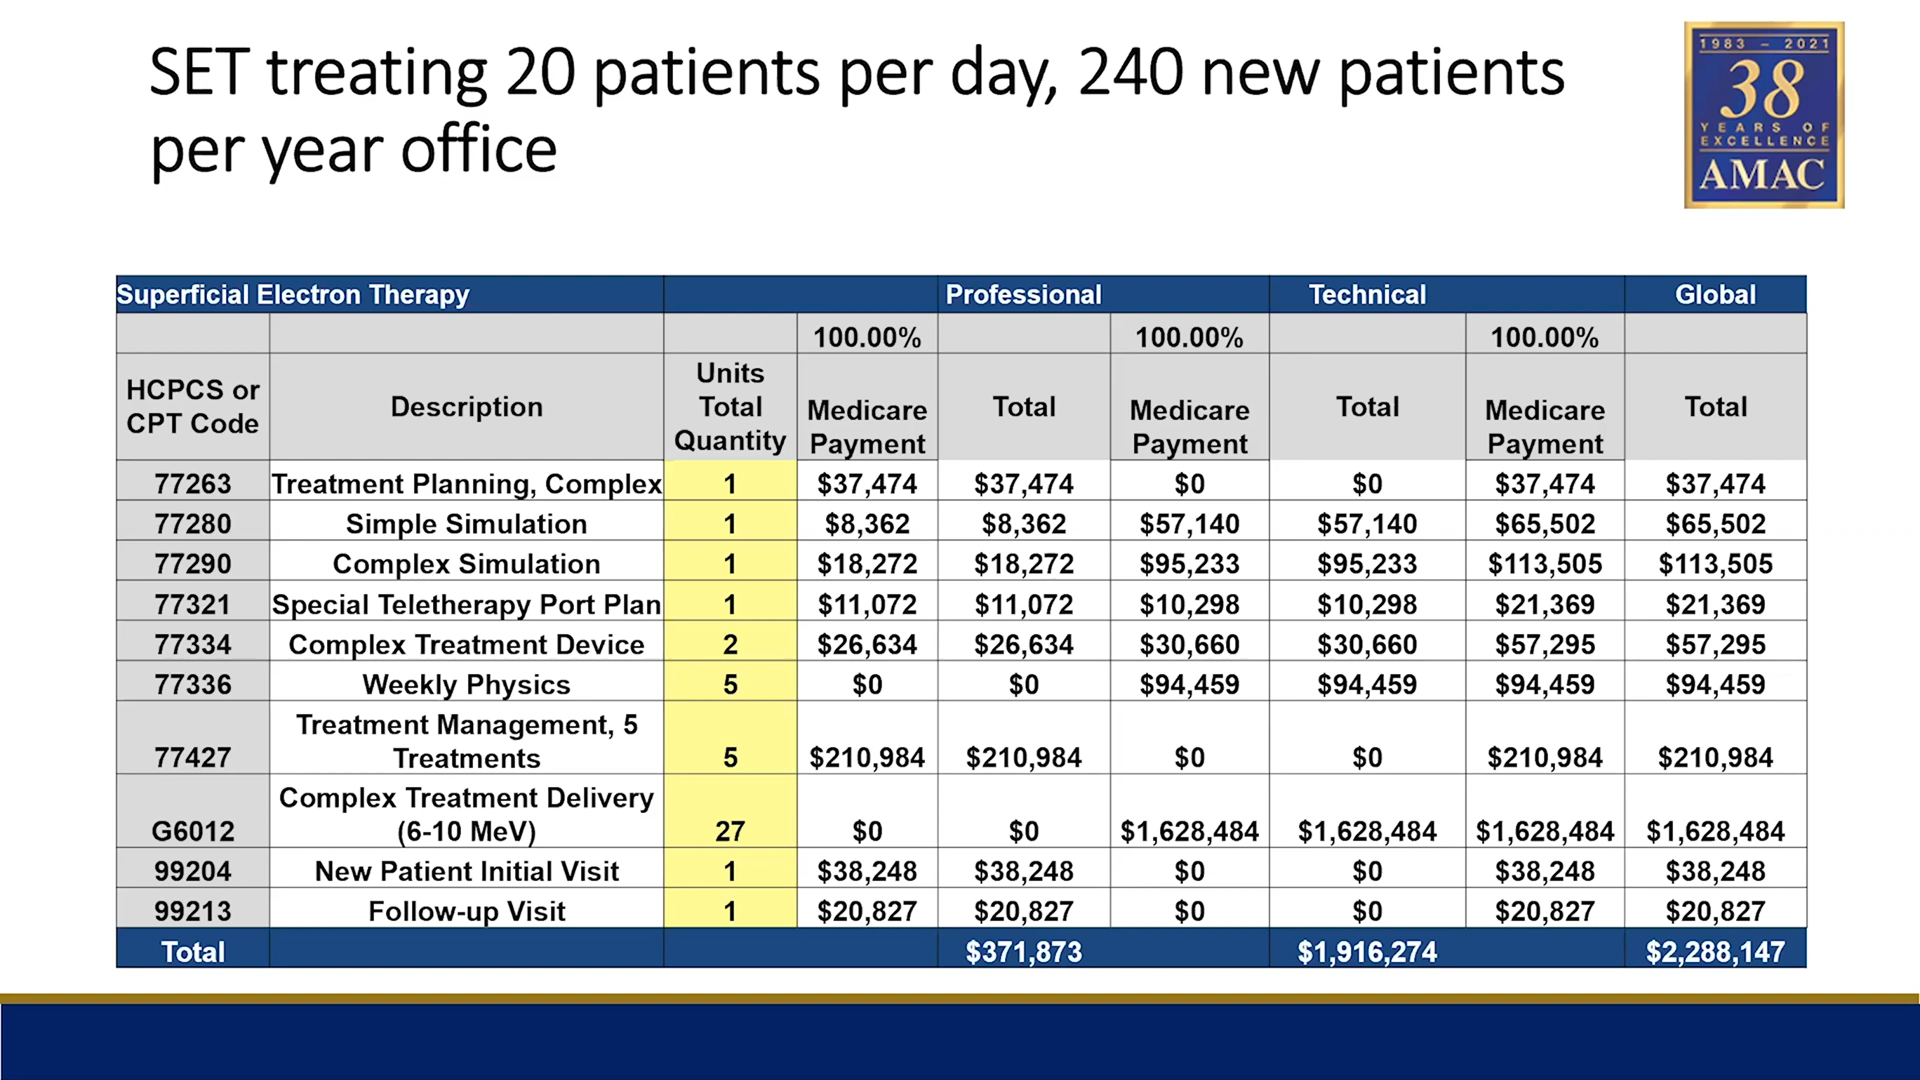 SET treating 20 patients per day, 240 new patients
per year office
1983 – 2021
38
YEARS OF
EXCELLENCE
AMAC
Superficial Electron Therapy Professional Technical Global
100.00% 100.00% 100.00%
HCPCS or CPT Code Description Units Total Quantity Medicare Payment Total Medicare Payment Total Medicare Payment Total
77263 Treatment Planning, Complex 1 $37,474 $37,474 $0 $0 $37,474 $37,474
77280 Simple Simulation 1 $8,362 $8,362 $57,140 $57,140 $65,502 $65,502
77290 Complex Simulation 1 $18,272 $18,272 $95,233 $95,233 $113,505 $113,505
77321 Special Teletherapy Port Plan 1 $11,072 $11,072 $10,298 $10,298 $21,369 $21,369
77334 Complex Treatment Device 2 $26,634 $26,634 $30,660 $30,660 $57,295 $57,295
77336 Weekly Physics 5 $0 $0 $94,459 $94,459 $94,459 $94,459
77427 Treatment Management, 5 Treatments 5 $210,984 $210,984 $0 $0 $210,984 $210,984
G6012 Complex Treatment Delivery (6-10 MeV) 27 $0 $0 $1,628,484 $1,628,484 $1,628,484 $1,628,484
99204 New Patient Initial Visit 1 $38,248 $38,248 $0 $0 $38,248 $38,248
99213 Follow-up Visit 1 $20,827 $20,827 $0 $0 $20,827 $20,827
Total $371,873 $1,916,274 $2,288,147